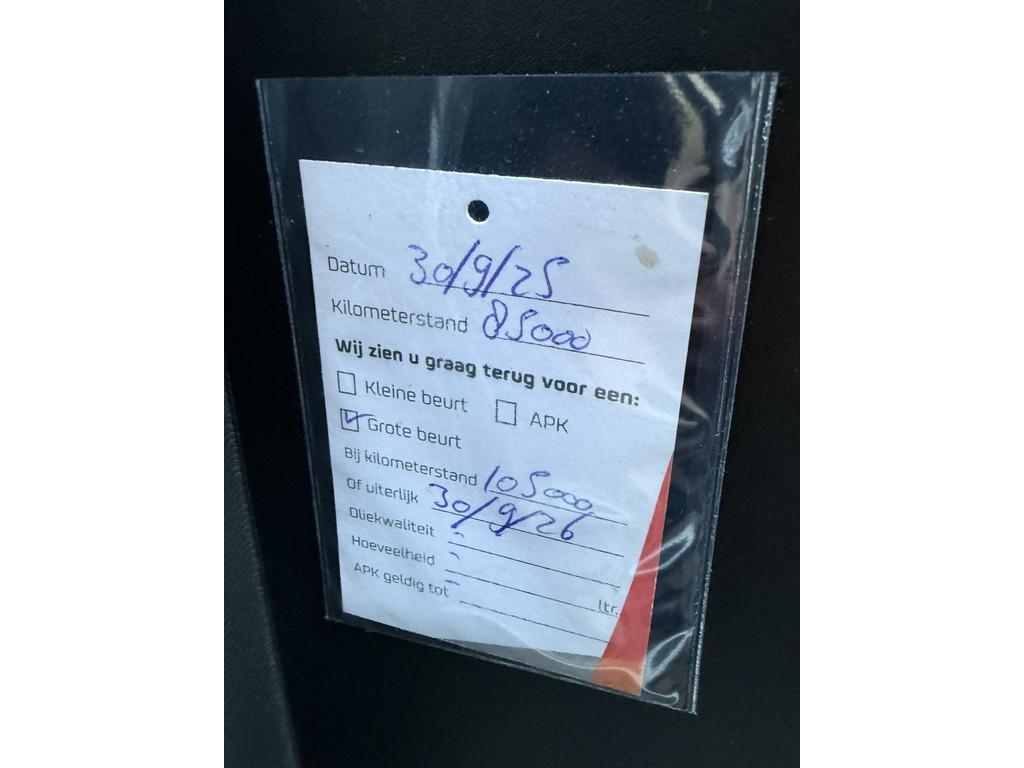 Datum 30/9/25
Kilometerstand 85000
Wij zien u graag terug voor een:
Kleine beurt APK
Grote beurt
Bij kilometerstand 105000
Of uiterlijk 30/9/26
Oliekwaliteit -
Hoeveelheid - ltr.
APK geldig tot -